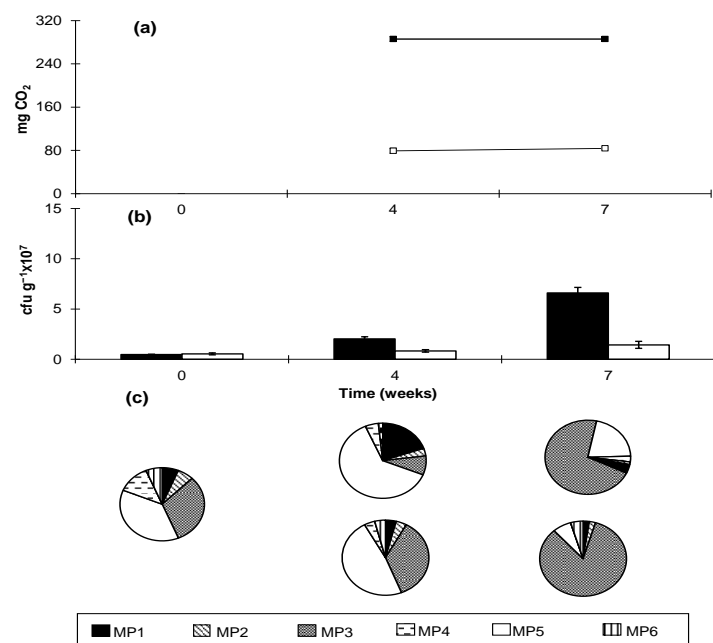 (a)
320
240
160
80
0
mg CO₂
0 4 7
(b)
15
10
5
0
cfu g⁻¹x10⁷
0 4 7
Time (weeks)
(c)
MP1 MP2 MP3 MP4 MP5 MP6